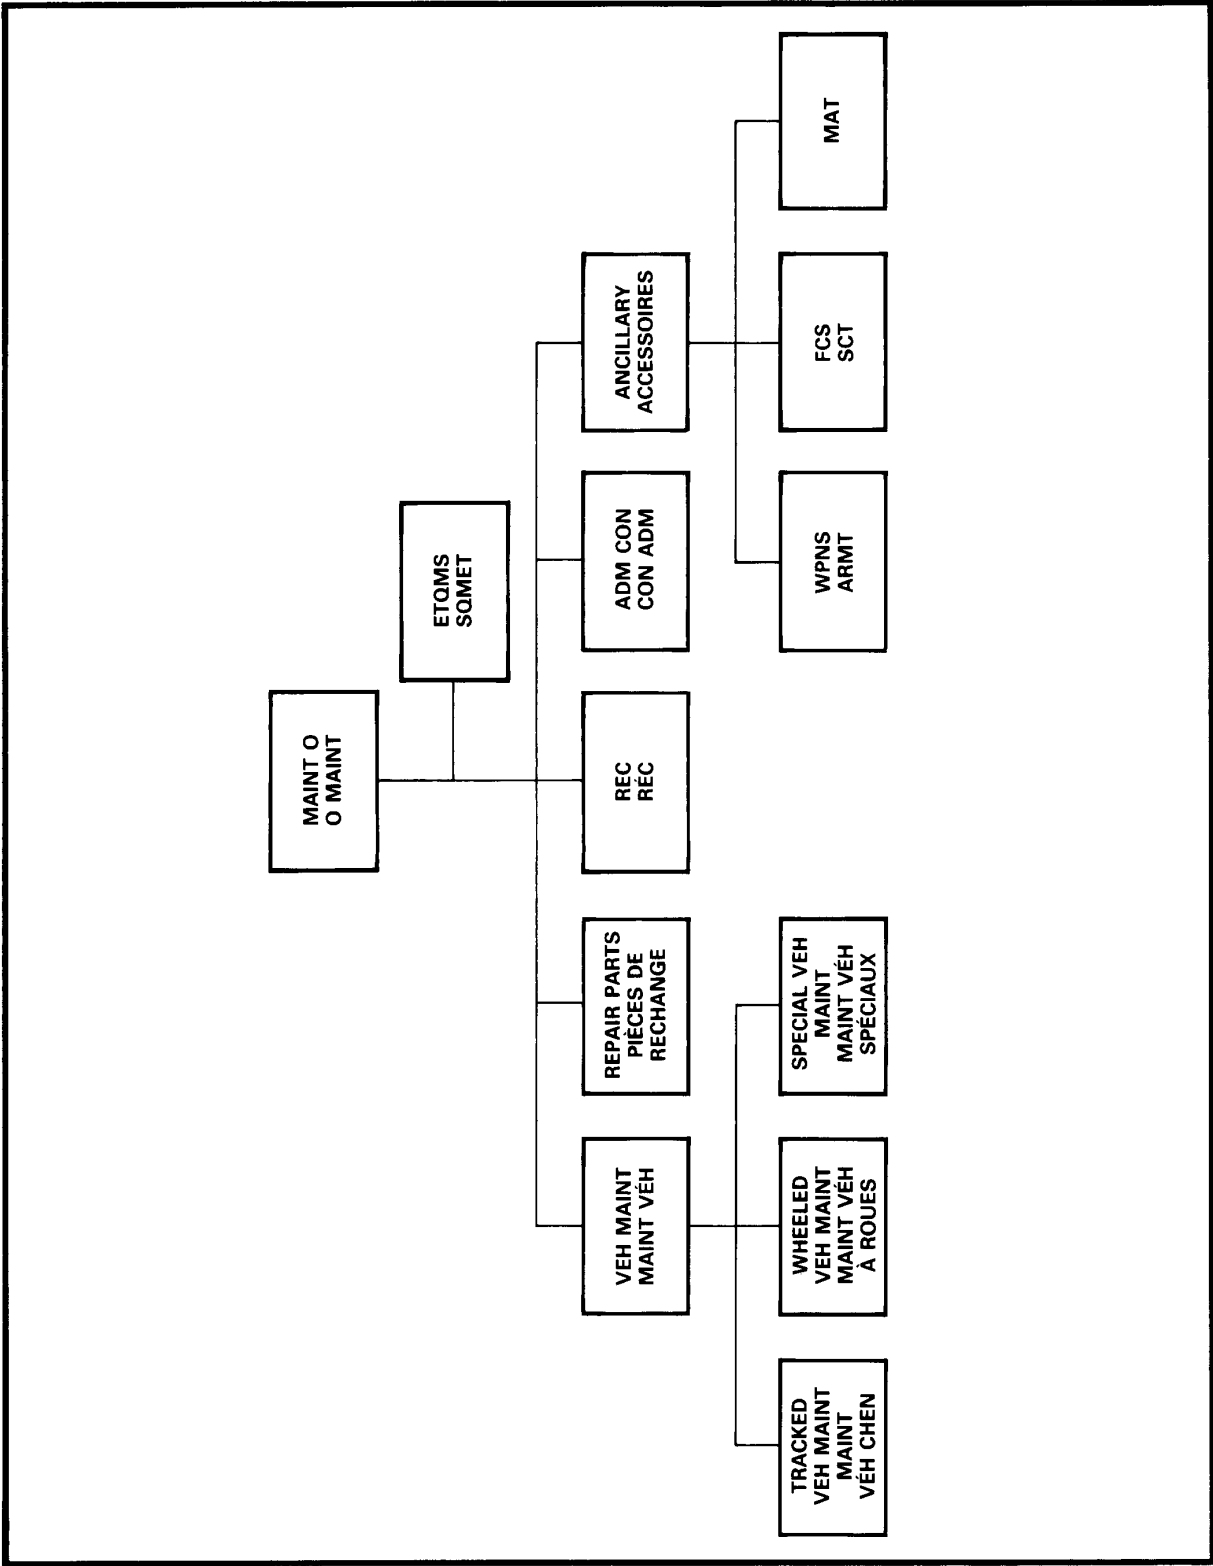 MAINT O
O MAINT
ETQMS
SQMET
VEH MAINT
MAINT VÉH
REPAIR PARTS
PIÈCES DE
RECHANGE
REC
RÉC
ADM CON
CON ADM
ANCILLARY
ACCESSOIRES
TRACKED
VEH MAINT
MAINT
VÉH CHEN
WHEELED
VEH MAINT
MAINT VÉH
À ROUES
SPECIAL VEH
MAINT
MAINT VÉH
SPÉCIAUX
WPNS
ARMT
FCS
SCT
MAT